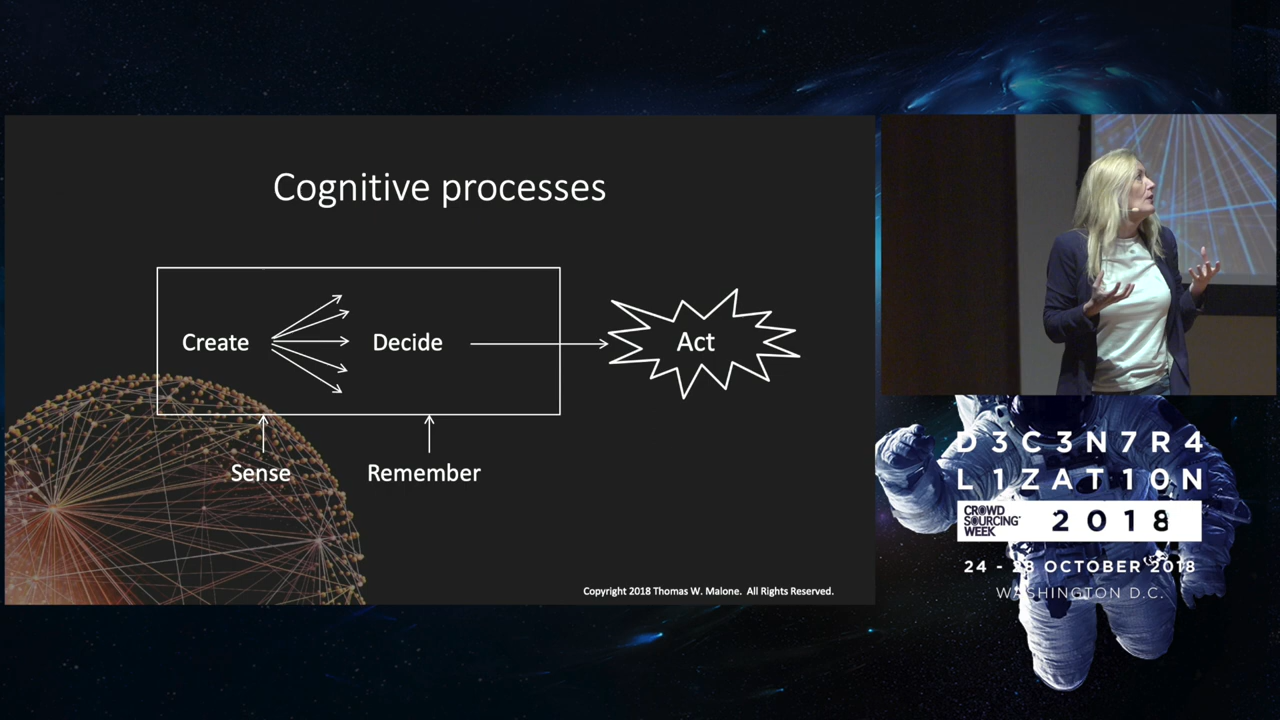 Cognitive processes
Create
Decide
Act
Sense
Remember
Copyright 2018 Thomas W. Malone. All Rights Reserved.
D3C3N7R4
L1ZAT10N
CROWD
SOURCING
WEEK
2018
24 - 28 OCTOBER 2018
WASHINGTON D.C.